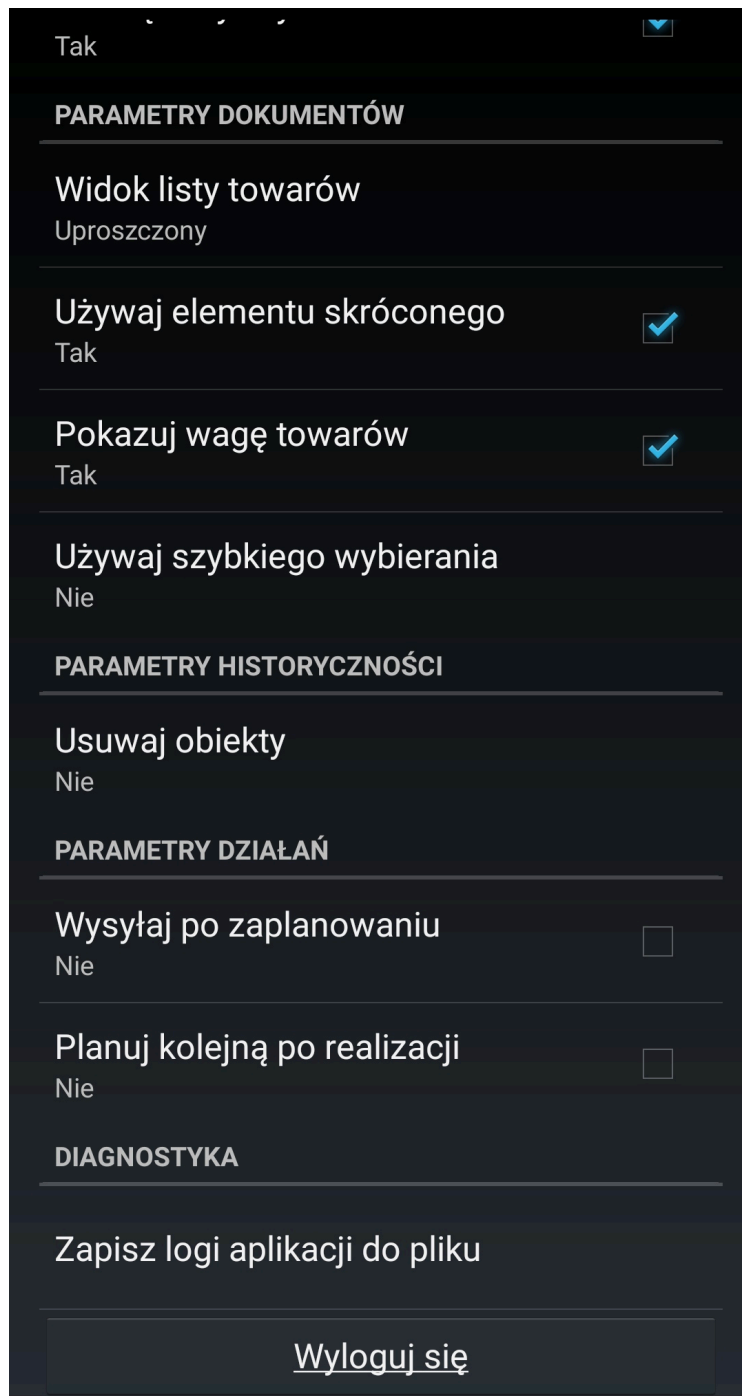 Tak
PARAMETRY DOKUMENTÓW
Widok listy towarów
Uproszczony
Używaj elementu skróconego
Tak
Pokazuj wagę towarów
Tak
Używaj szybkiego wybierania
Nie
PARAMETRY HISTORYCZNOŚCI
Usuwaj obiekty
Nie
PARAMETRY DZIAŁAŃ
Wysyłaj po zaplanowaniu
Nie
Planuj kolejną po realizacji
Nie
DIAGNOSTYKA
Zapisz logi aplikacji do pliku
Wyloguj się